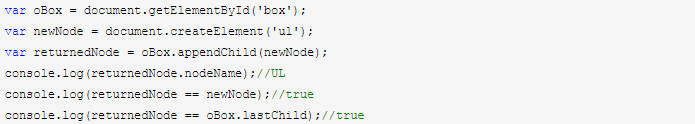 var oBox = document.getElementById('box');
var newNode = document.createElement('ul');
var returnedNode = oBox.appendChild(newNode);
console.log(returnedNode.nodeName);//UL
console.log(returnedNode == newNode);//true
console.log(returnedNode == oBox.lastChild);//true